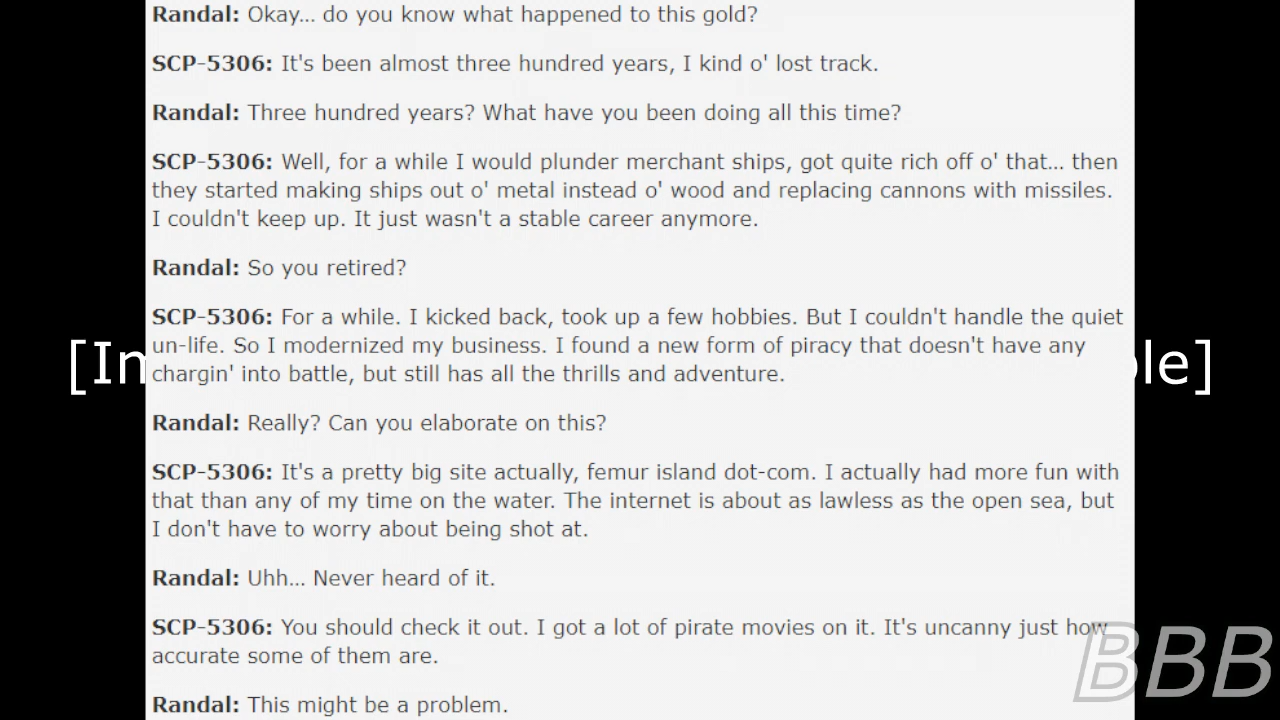 Randal: Okay... do you know what happened to this gold?
SCP-5306: It's been almost three hundred years, I kind o' lost track.
Randal: Three hundred years? What have you been doing all this time?
SCP-5306: Well, for a while I would plunder merchant ships, got quite rich off o' that... then
they started making ships out o' metal instead o' wood and replacing cannons with missiles.
I couldn't keep up. It just wasn't a stable career anymore.
Randal: So you retired?
SCP-5306: For a while. I kicked back, took up a few hobbies. But I couldn't handle the quiet
un-life. So I modernized my business. I found a new form of piracy that doesn't have any
chargin' into battle, but still has all the thrills and adventure.
Randal: Really? Can you elaborate on this?
SCP-5306: It's a pretty big site actually, femur island dot-com. I actually had more fun with
that than any of my time on the water. The internet is about as lawless as the open sea, but
I don't have to worry about being shot at.
Randal: Uhh... Never heard of it.
SCP-5306: You should check it out. I got a lot of pirate movies on it. It's uncanny just how
accurate some of them are.
Randal: This might be a problem.
BBB